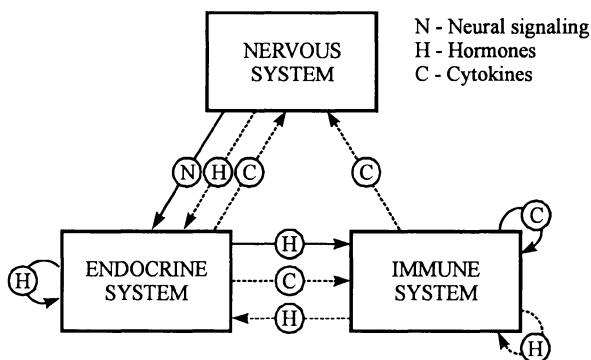 NERVOUS
SYSTEM
N - Neural signaling
H - Hormones
C - Cytokines
N
H
C
C
ENDOCRINE
SYSTEM
H
H
C
H
IMMUNE
SYSTEM
C
H